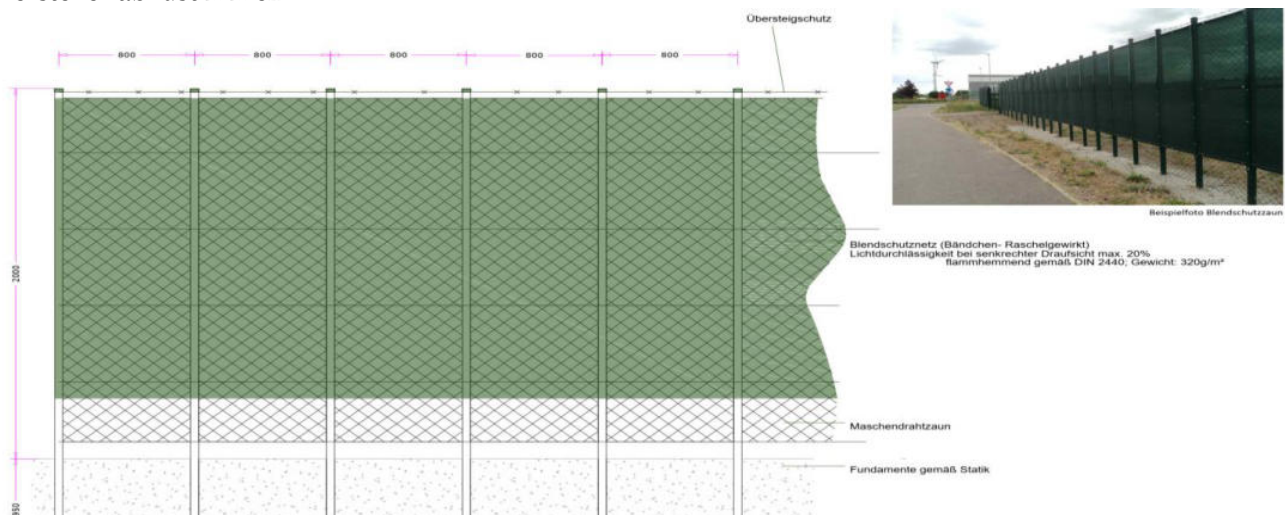 Übersteigschutz
800 800 800 800 800
Beispielfoto Blendschutzzaun
Blendschutznetz (Bändchen- Raschelgewirkt)
Lichtdurchlässigkeit bei senkrechter Draufsicht max. 20%
flammhemmend gemäß DIN 2440; Gewicht: 320g/m²
2000
Maschendrahtzaun
Fundamente gemäß Statik
950